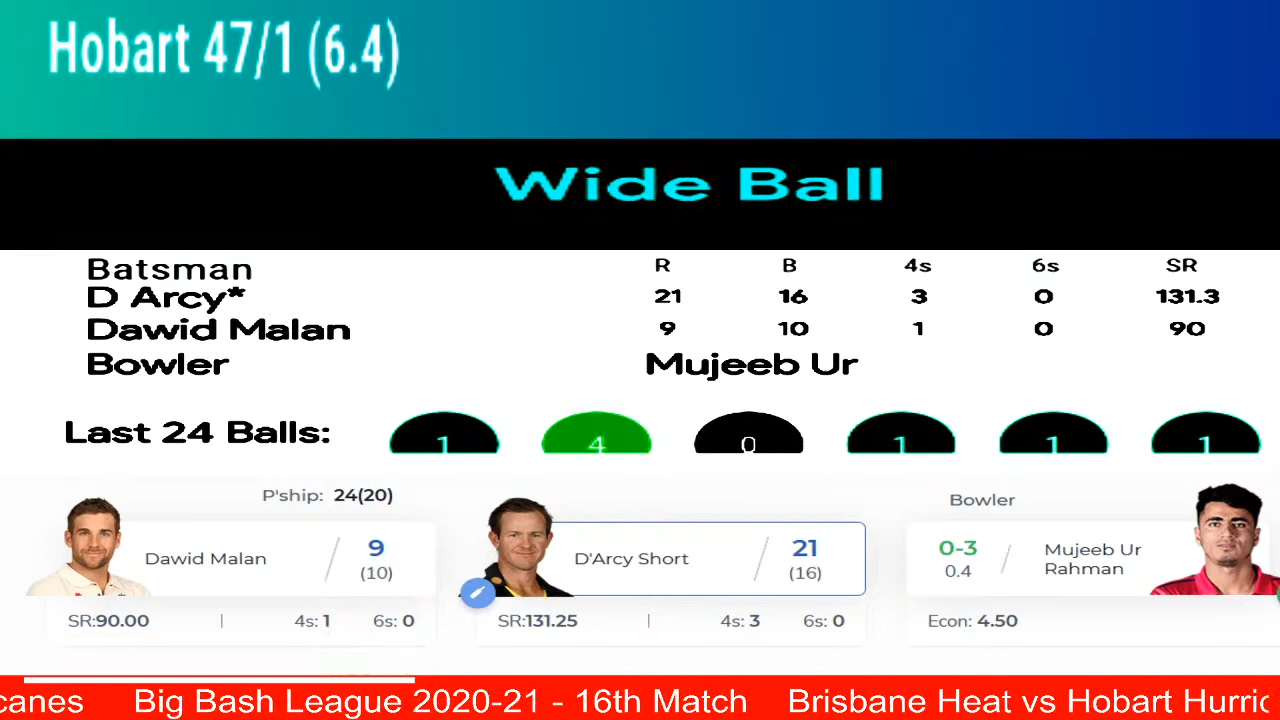 Hobart 47/1 (6.4)
Wide Ball
Batsman R B 4s 6s SR
D Arcy* 21 16 3 0 131.3
Dawid Malan 9 10 1 0 90
Bowler Mujeeb Ur
Last 24 Balls: 1 4 0 1 1 1
P'ship: 24(20)
Dawid Malan 9
(10)
SR:90.00 | 4s: 1 6s: 0
D'Arcy Short 21
(16)
SR:131.25 | 4s: 3 6s: 0
Bowler
0-3 Mujeeb Ur
0.4 Rahman
Econ: 4.50
canes Big Bash League 2020-21 - 16th Match Brisbane Heat vs Hobart Hurric